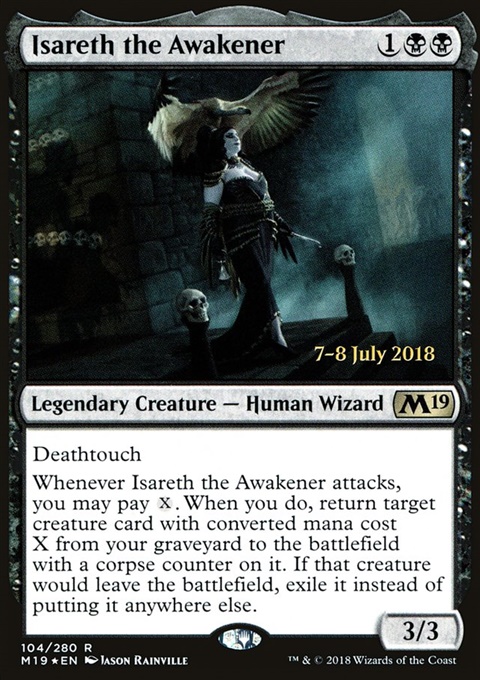 Isareth the Awakener 1
7–8 July 2018
Legendary Creature — Human Wizard M19
Deathtouch
Whenever Isareth the Awakener attacks,
you may pay X. When you do, return target
creature card with converted mana cost
X from your graveyard to the battlefield
with a corpse counter on it. If that creature
would leave the battlefield, exile it instead of
putting it anywhere else.
3/3
104/280 R
M19 ★ EN Jason Rainville
™ & © 2018 Wizards of the Coast